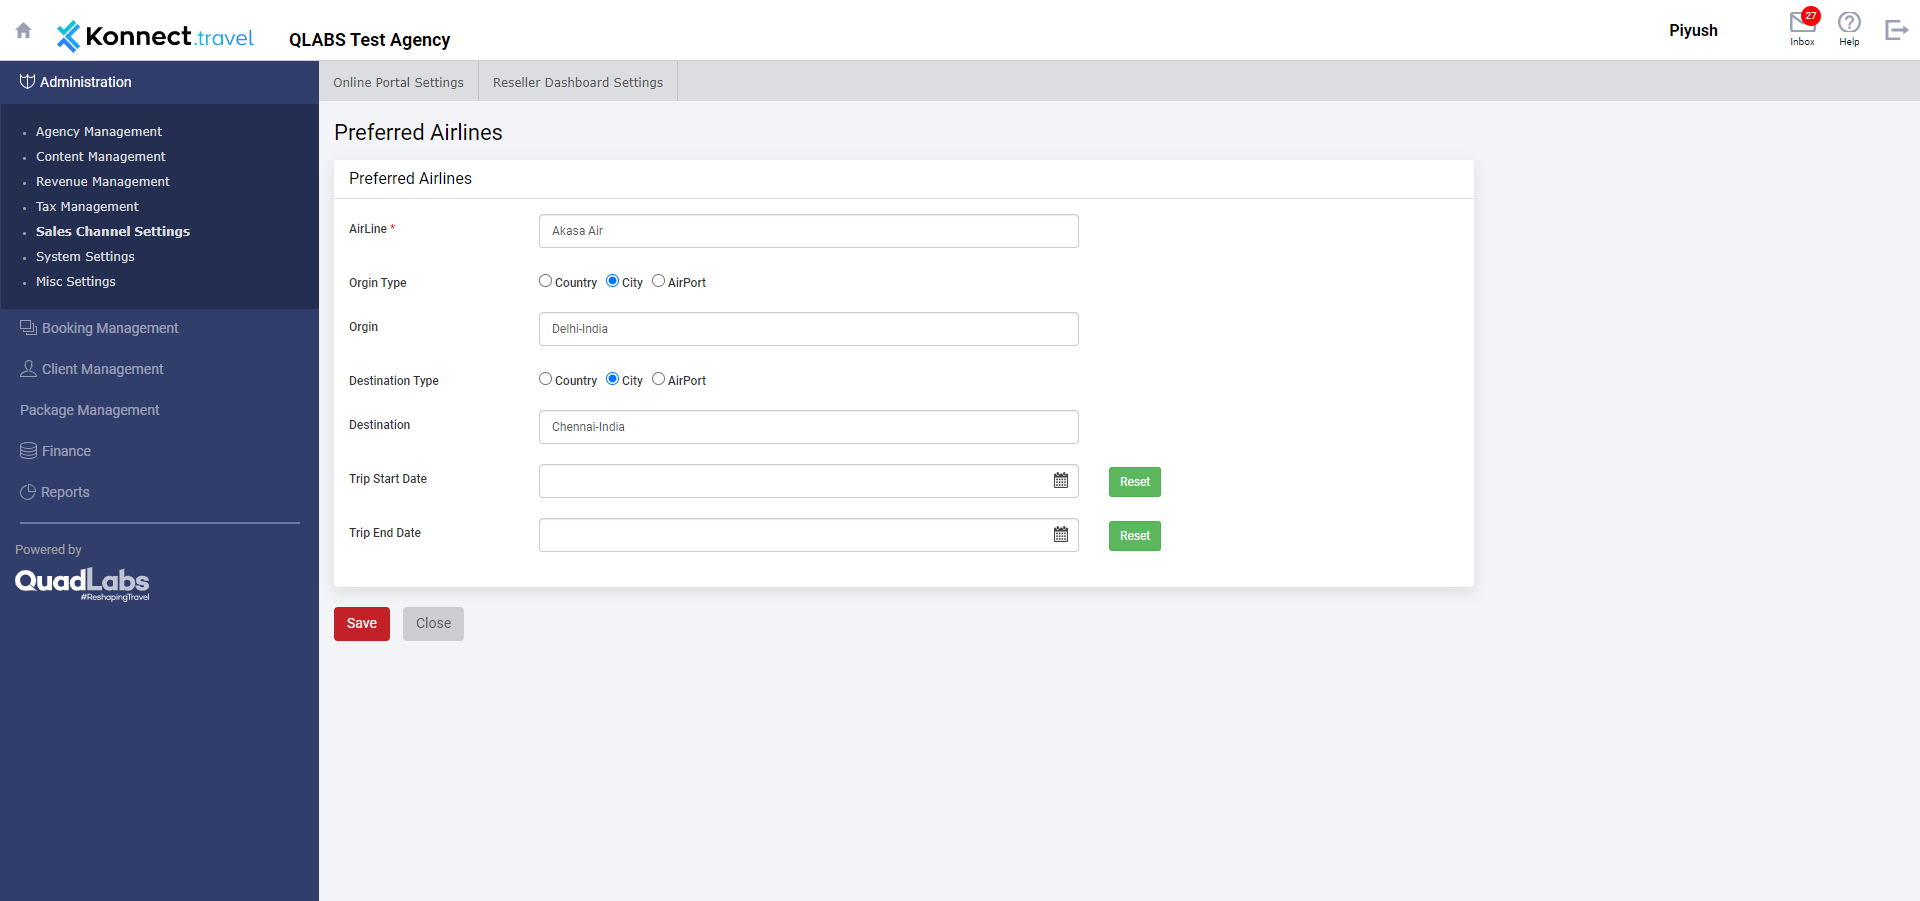 Konnect.travel
QLABS Test Agency
Piyush
27
Inbox
Help
Administration
Agency Management
Content Management
Revenue Management
Tax Management
Sales Channel Settings
System Settings
Misc Settings
Booking Management
Client Management
Package Management
Finance
Reports
Powered by
QuadLabs
#ReshapingTravel
Online Portal Settings
Reseller Dashboard Settings
Preferred Airlines
Preferred Airlines
AirLine *
Akasa Air
Orgin Type
Country City AirPort
Orgin
Delhi-India
Destination Type
Country City AirPort
Destination
Chennai-India
Trip Start Date
Reset
Trip End Date
Reset
Save
Close